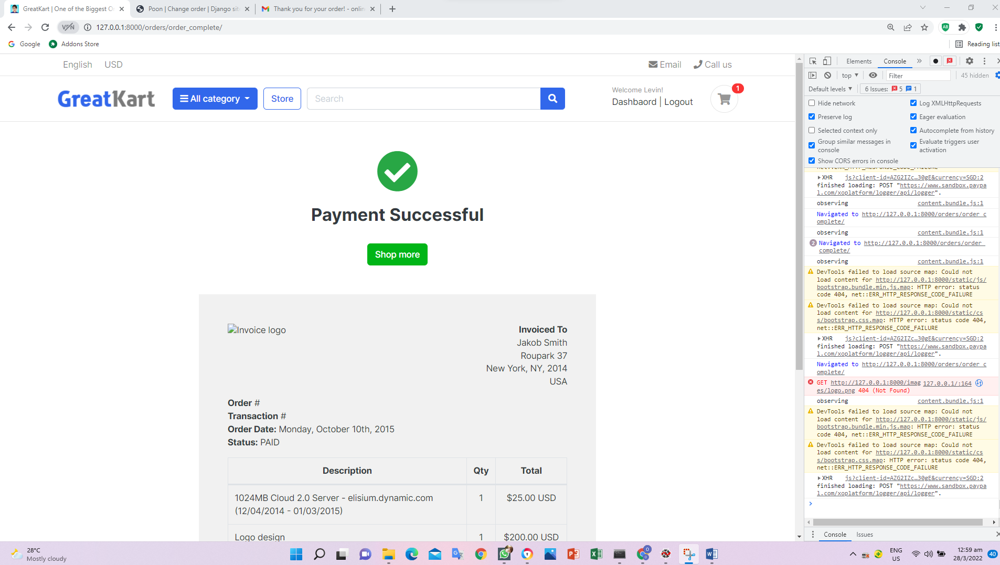 GreatKart | One of the Biggest O
Poon | Change order | Django sit
Thank you for your order! - onlin
VPN
127.0.0.1:8000/orders/order_complete/
Google
Addons Store
Reading list
English
USD
Email
Call us
GreatKart
All category
Store
Search
Welcome Levin!
Dashbaord | Logout
1
Payment Successful
Shop more
Invoice logo
Invoiced To
Jakob Smith
Roupark 37
New York, NY, 2014
USA
Order #
Transaction #
Order Date: Monday, October 10th, 2015
Status: PAID
Description Qty Total
1024MB Cloud 2.0 Server - elisium.dynamic.com 1 $25.00 USD
(12/04/2014 - 01/03/2015)
Logo design 1 $200.00 USD
Elements
Console
top
Filter
45 hidden
Default levels
6 Issues: 5 1
Hide network
Log XMLHttpRequests
Preserve log
Eager evaluation
Selected context only
Autocomplete from history
Group similar messages in
console
Evaluate triggers user
activation
Show CORS errors in console
net::ERR_HTTP_RESPONSE_CODE_FAILURE
XHR js?client-id=AZG2IZc…30gE&currency=SGD:2
finished loading: POST "https://www.sandbox.paypa
l.com/xoplatform/logger/api/logger".
observing content.bundle.js:1
Navigated to http://127.0.0.1:8000/orders/order_c
omplete/
observing content.bundle.js:1
2 Navigated to http://127.0.0.1:8000/orders/order_
complete/
observing content.bundle.js:1
DevTools failed to load source map: Could not
load content for http://127.0.0.1:8000/static/js/
bootstrap.bundle.min.js.map: HTTP error: status
code 404, net::ERR_HTTP_RESPONSE_CODE_FAILURE
DevTools failed to load source map: Could not
load content for http://127.0.0.1:8000/static/cs
s/bootstrap.css.map: HTTP error: status code 404,
net::ERR_HTTP_RESPONSE_CODE_FAILURE
XHR js?client-id=AZG2IZc…30gE&currency=SGD:2
finished loading: POST "https://www.sandbox.paypa
l.com/xoplatform/logger/api/logger".
Navigated to http://127.0.0.1:8000/orders/order_c
omplete/
GET http://127.0.0.1:8000/imag 127.0.0.1/:164
es/logo.png 404 (Not Found)
observing content.bundle.js:1
DevTools failed to load source map: Could not
load content for http://127.0.0.1:8000/static/js/
bootstrap.bundle.min.js.map: HTTP error: status
code 404, net::ERR_HTTP_RESPONSE_CODE_FAILURE
DevTools failed to load source map: Could not
load content for http://127.0.0.1:8000/static/cs
s/bootstrap.css.map: HTTP error: status code 404,
net::ERR_HTTP_RESPONSE_CODE_FAILURE
XHR js?client-id=AZG2IZc…30gE&currency=SGD:2
finished loading: POST "https://www.sandbox.paypa
l.com/xoplatform/logger/api/logger".
Console
Issues
28°C
Mostly cloudy
0
ENG
US
12:59 am
28/3/2022
40